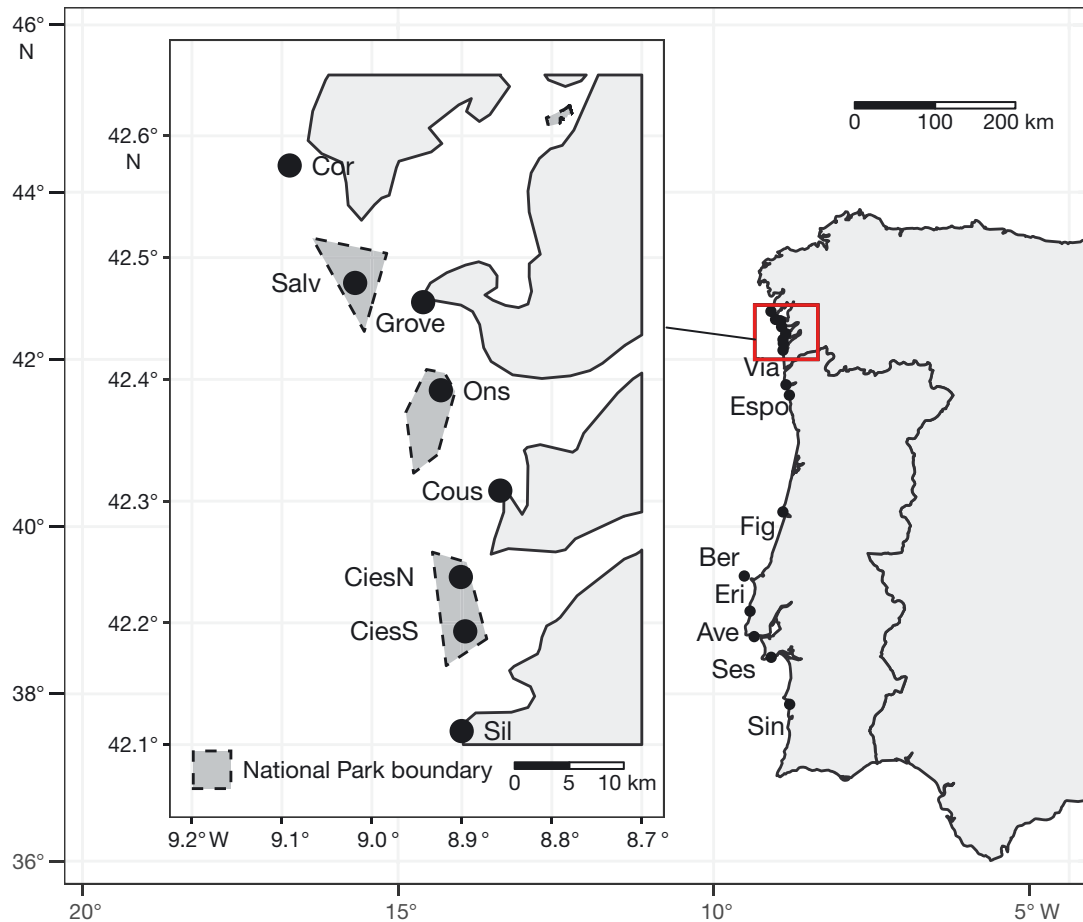 46°
N
44°
42°
40°
38°
36°
20°
15°
10°
5° W
0 100 200 km
42.6°
N
42.5°
42.4°
42.3°
42.2°
42.1°
9.2° W
9.1°
9.0 °
8.9 °
8.8°
8.7°
Cor
Salv
Grove
Ons
Cous
CiesN
CiesS
Sil
National Park boundary
0 5 10 km
Via
Espo
Fig
Ber
Eri
Ave
Ses
Sin